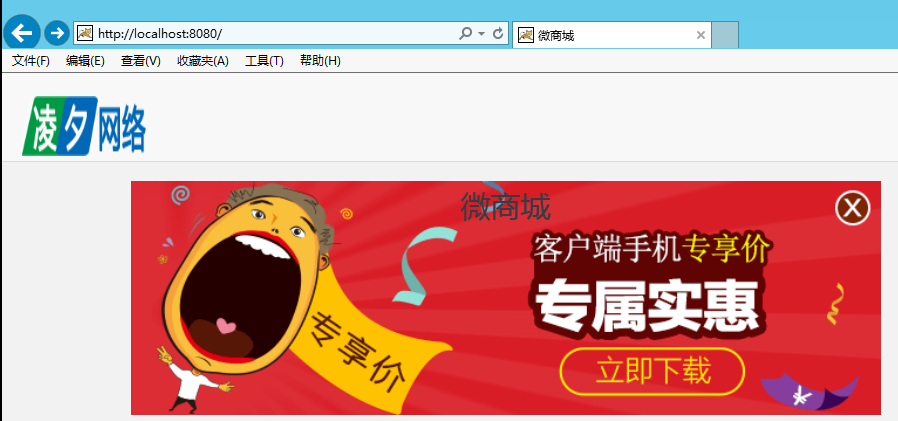 http://localhost:8080/
微商城
文件(F) 编辑(E) 查看(V) 收藏夹(A) 工具(T) 帮助(H)
凌夕网络
微商城
客户端手机专享价
专属实惠
专享价
立即下载